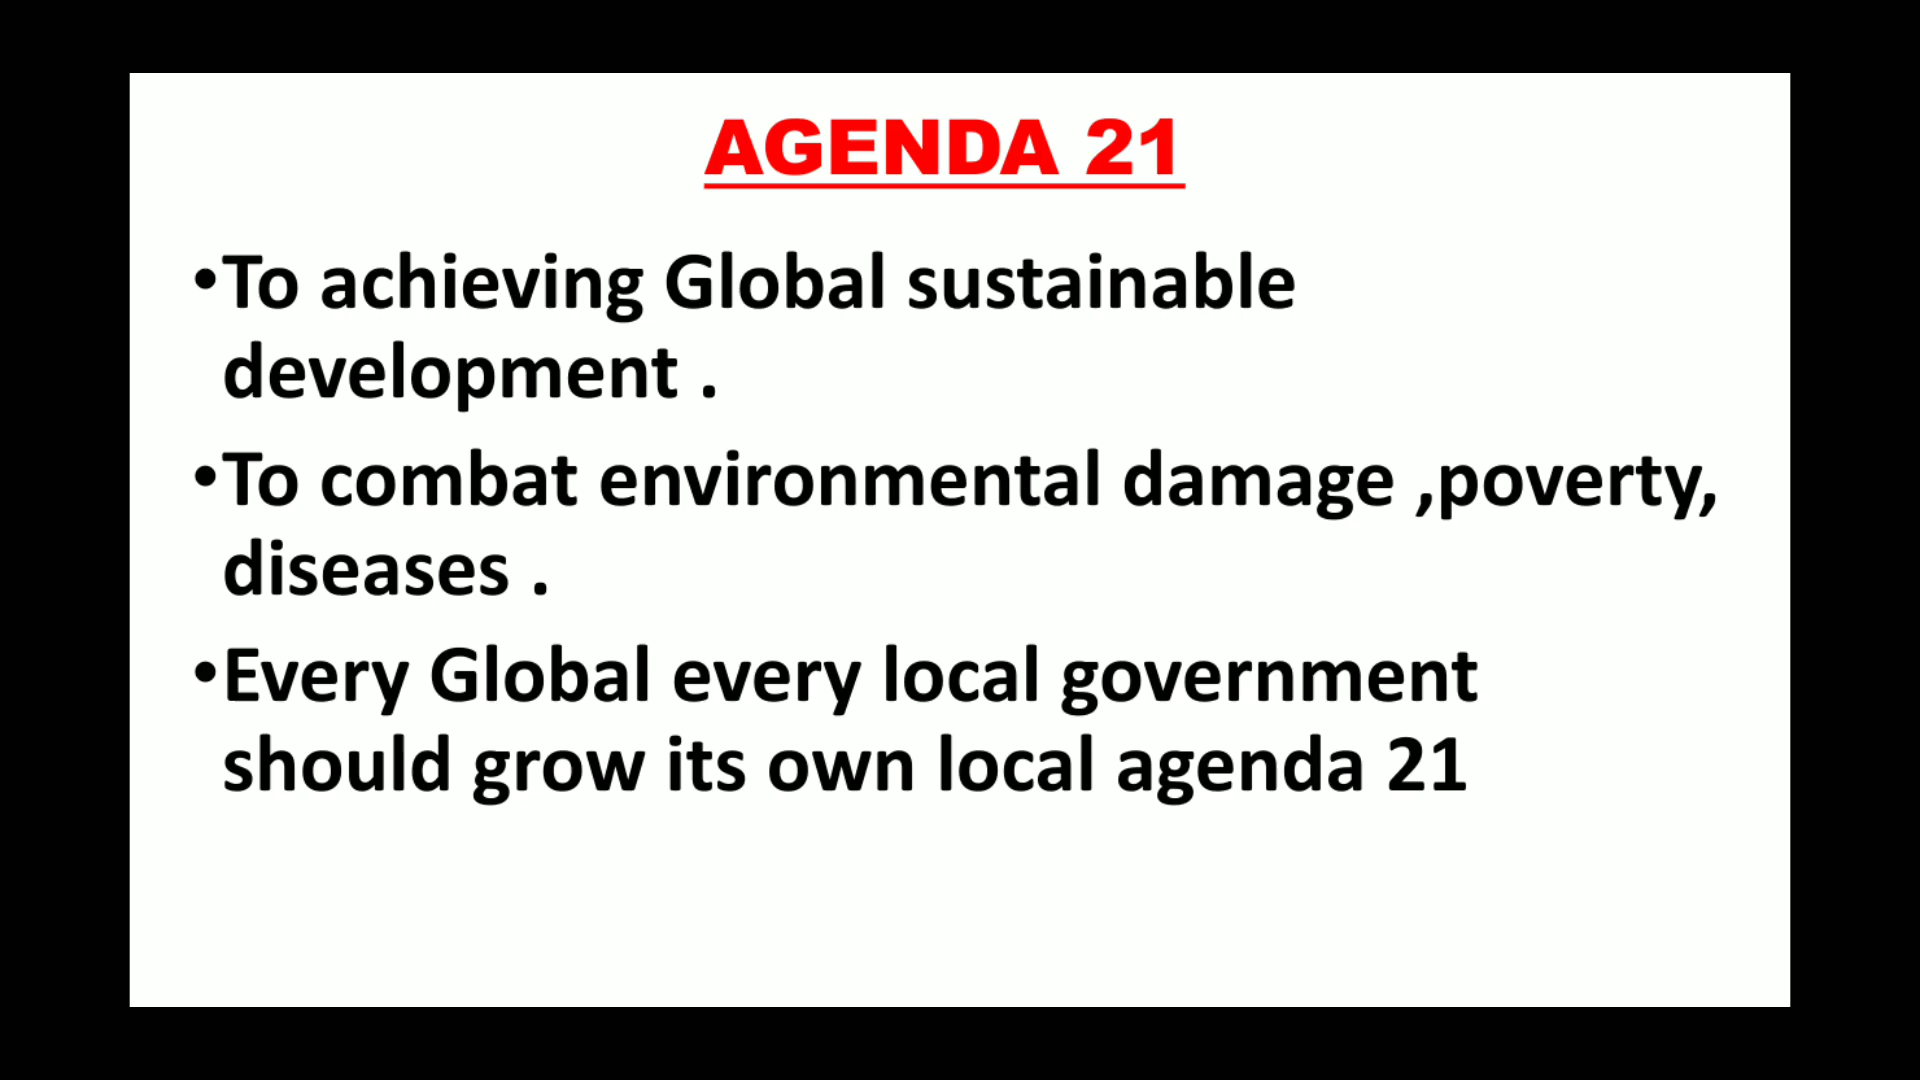 AGENDA 21
•To achieving Global sustainable
development .
•To combat environmental damage ,poverty,
diseases .
•Every Global every local government
should grow its own local agenda 21